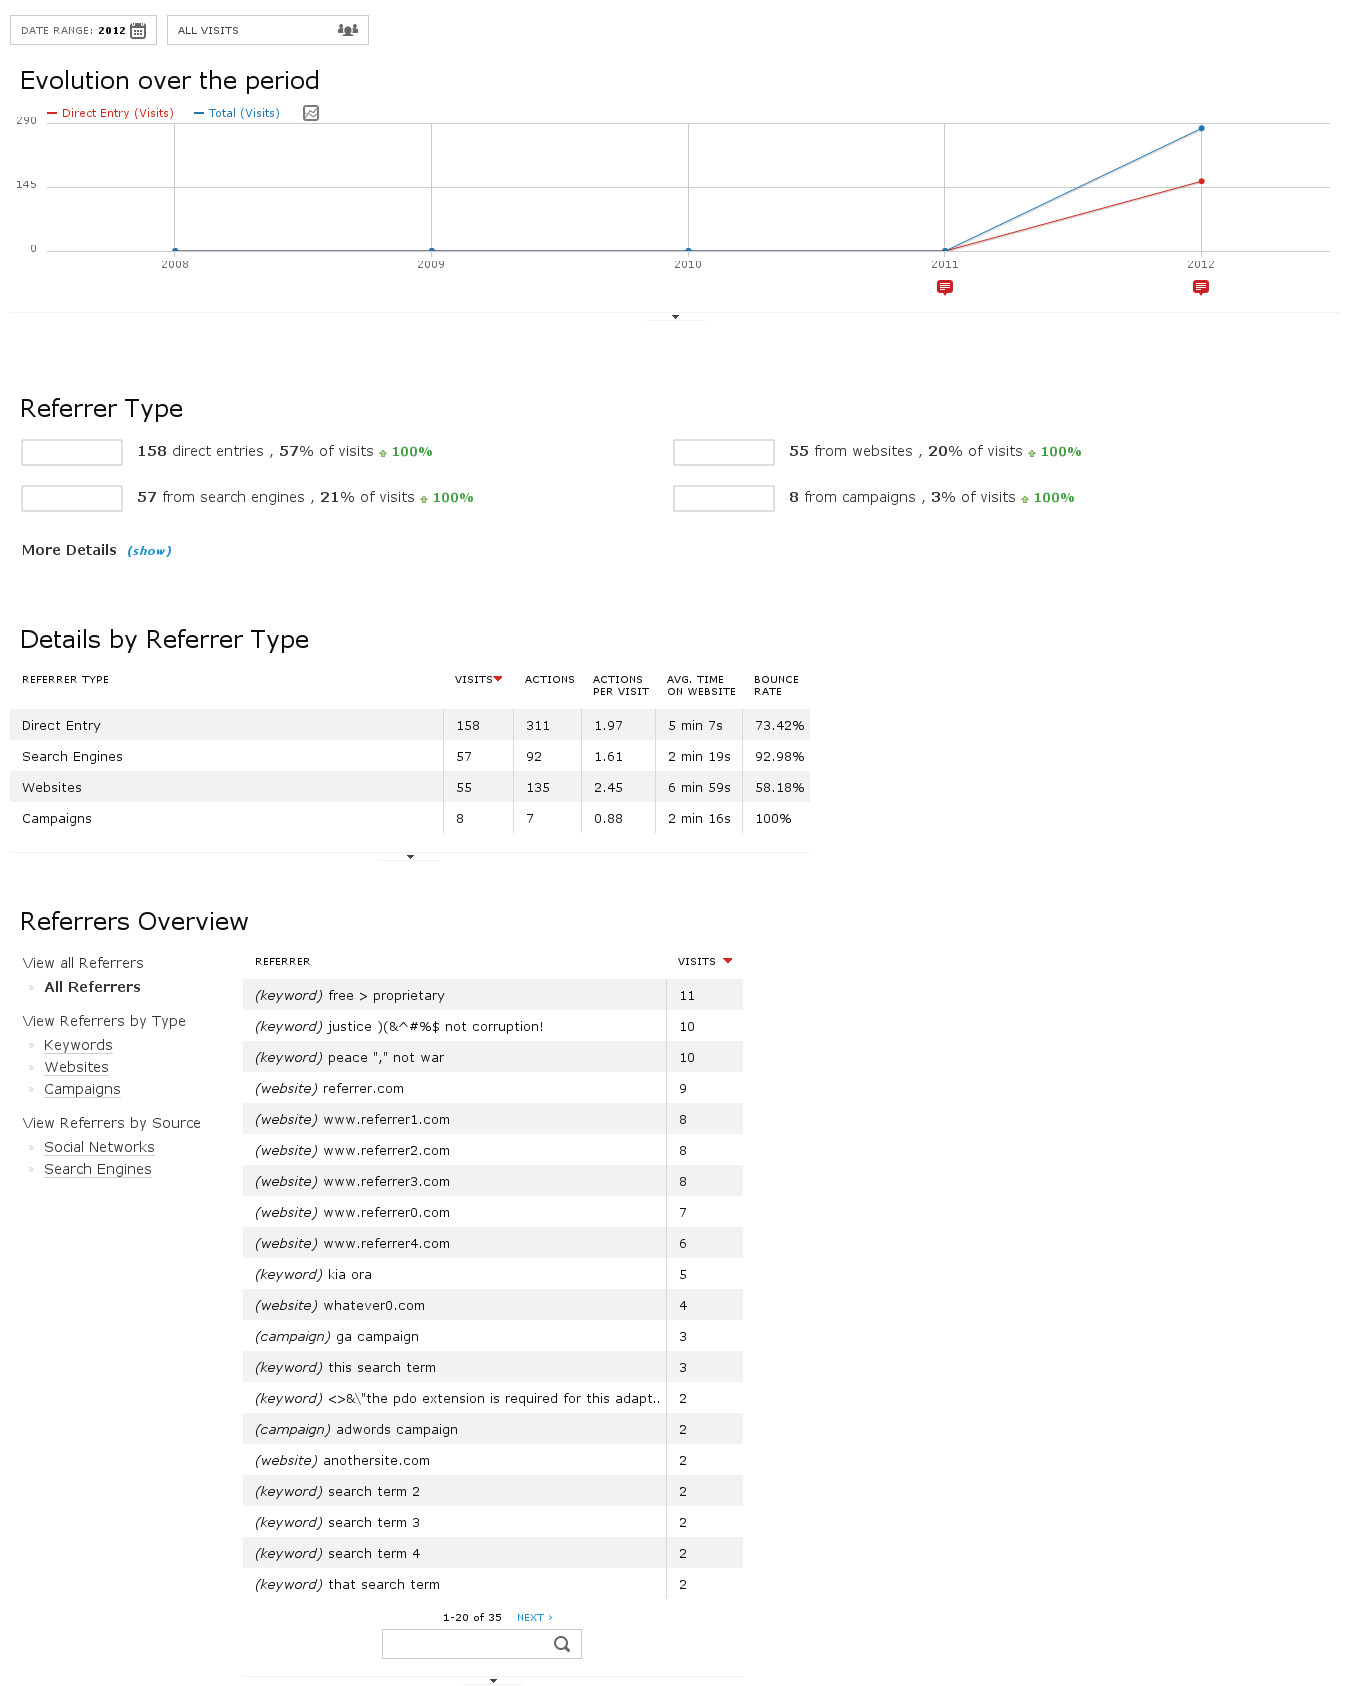 DATE RANGE: 2012 ALL VISITS
Evolution over the period
Direct Entry (Visits) Total (Visits)
290
145
0
2008 2009 2010 2011 2012
Referrer Type
158 direct entries , 57% of visits 100% 55 from websites , 20% of visits 100%
57 from search engines , 21% of visits 100% 8 from campaigns , 3% of visits 100%
More Details (show)
Details by Referrer Type
REFERRER TYPE VISITS ACTIONS ACTIONS PER VISIT AVG. TIME ON WEBSITE BOUNCE RATE
Direct Entry 158 311 1.97 5 min 7s 73.42%
Search Engines 57 92 1.61 2 min 19s 92.98%
Websites 55 135 2.45 6 min 59s 58.18%
Campaigns 8 7 0.88 2 min 16s 100%
Referrers Overview
View all Referrers
» All Referrers
View Referrers by Type
» Keywords
» Websites
» Campaigns
View Referrers by Source
» Social Networks
» Search Engines
REFERRER VISITS
(keyword) free > proprietary 11
(keyword) justice )(&^#%$ not corruption! 10
(keyword) peace "," not war 10
(website) referrer.com 9
(website) www.referrer1.com 8
(website) www.referrer2.com 8
(website) www.referrer3.com 8
(website) www.referrer0.com 7
(website) www.referrer4.com 6
(keyword) kia ora 5
(website) whatever0.com 4
(campaign) ga campaign 3
(keyword) this search term 3
(keyword) <>&\"the pdo extension is required for this adapt.. 2
(campaign) adwords campaign 2
(website) anothersite.com 2
(keyword) search term 2 2
(keyword) search term 3 2
(keyword) search term 4 2
(keyword) that search term 2
1-20 of 35 NEXT ›